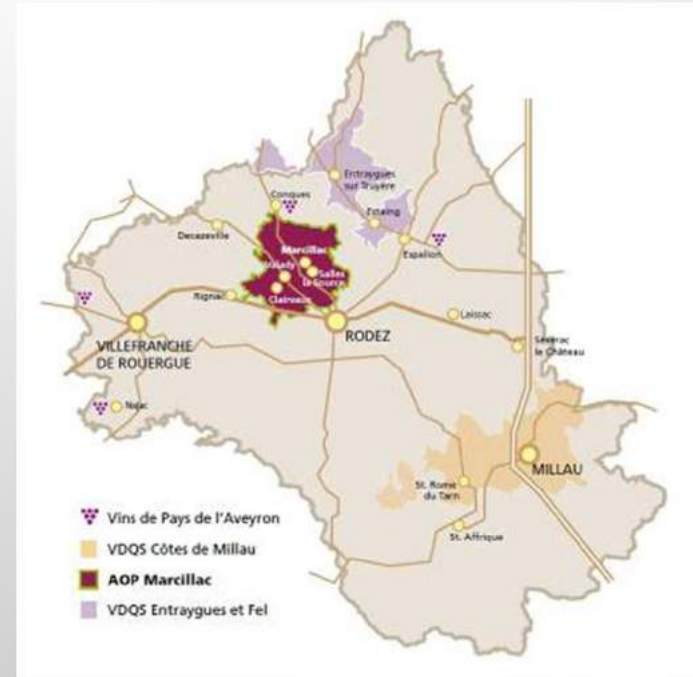 Entraygues
sur Truyère
Conques
Estaing
Decazeville
Espalion
Marcillac
Valady
Salles
la Source
Rignac
Clairvaux
Laissac
RODEZ
Séverac
le Château
VILLEFRANCHE
DE ROUERGUE
Najac
MILLAU
St. Rome
du Tarn
St. Affrique
Vins de Pays de l'Aveyron
VDQS Côtes de Millau
AOP Marcillac
VDQS Entraygues et Fel